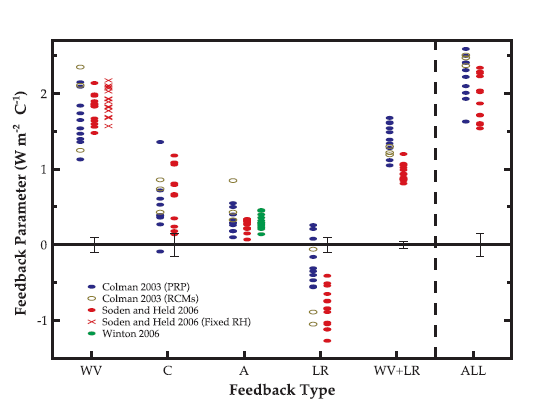 Feedback Parameter (W m⁻² C⁻¹)
2
1
0
-1
Colman 2003 (PRP)
Colman 2003 (RCMs)
Soden and Held 2006
Soden and Held 2006 (Fixed RH)
Winton 2006
WV C A LR WV+LR ALL
Feedback Type